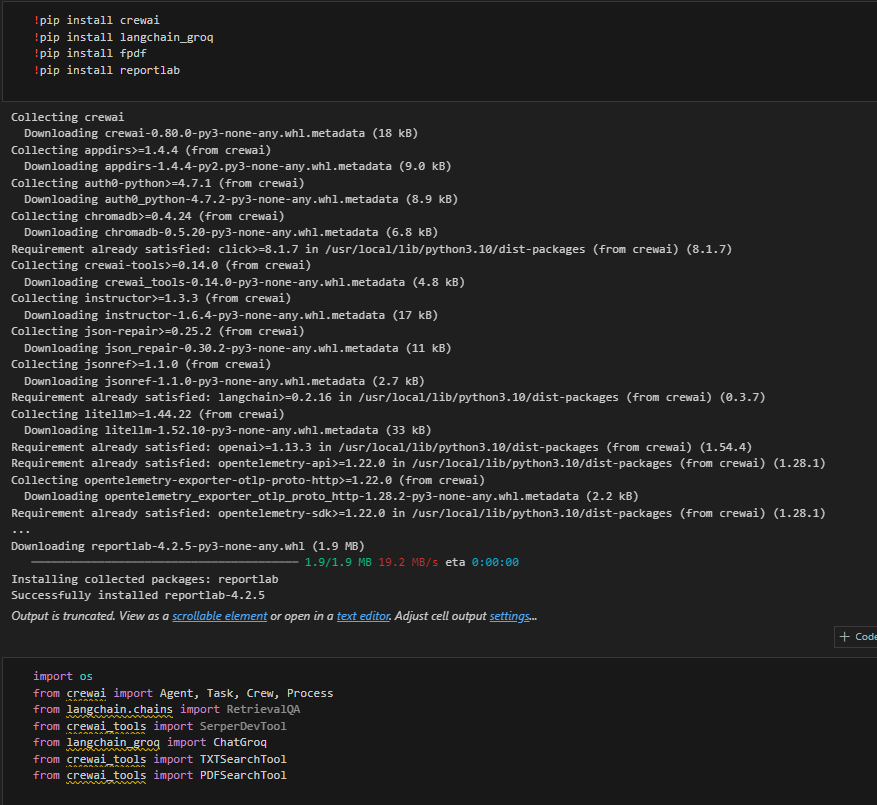 !pip install crewai
!pip install langchain_groq
!pip install fpdf
!pip install reportlab
Collecting crewai
  Downloading crewai-0.80.0-py3-none-any.whl.metadata (18 kB)
Collecting appdirs>=1.4.4 (from crewai)
  Downloading appdirs-1.4.4-py2.py3-none-any.whl.metadata (9.0 kB)
Collecting auth0-python>=4.7.1 (from crewai)
  Downloading auth0_python-4.7.2-py3-none-any.whl.metadata (8.9 kB)
Collecting chromadb>=0.4.24 (from crewai)
  Downloading chromadb-0.5.20-py3-none-any.whl.metadata (6.8 kB)
Requirement already satisfied: click>=8.1.7 in /usr/local/lib/python3.10/dist-packages (from crewai) (8.1.7)
Collecting crewai-tools>=0.14.0 (from crewai)
  Downloading crewai_tools-0.14.0-py3-none-any.whl.metadata (4.8 kB)
Collecting instructor>=1.3.3 (from crewai)
  Downloading instructor-1.6.4-py3-none-any.whl.metadata (17 kB)
Collecting json-repair>=0.25.2 (from crewai)
  Downloading json_repair-0.30.2-py3-none-any.whl.metadata (11 kB)
Collecting jsonref>=1.1.0 (from crewai)
  Downloading jsonref-1.1.0-py3-none-any.whl.metadata (2.7 kB)
Requirement already satisfied: langchain>=0.2.16 in /usr/local/lib/python3.10/dist-packages (from crewai) (0.3.7)
Collecting litellm>=1.44.22 (from crewai)
  Downloading litellm-1.52.10-py3-none-any.whl.metadata (33 kB)
Requirement already satisfied: openai>=1.13.3 in /usr/local/lib/python3.10/dist-packages (from crewai) (1.54.4)
Requirement already satisfied: opentelemetry-api>=1.22.0 in /usr/local/lib/python3.10/dist-packages (from crewai) (1.28.1)
Collecting opentelemetry-exporter-otlp-proto-http>=1.22.0 (from crewai)
  Downloading opentelemetry_exporter_otlp_proto_http-1.28.2-py3-none-any.whl.metadata (2.2 kB)
Requirement already satisfied: opentelemetry-sdk>=1.22.0 in /usr/local/lib/python3.10/dist-packages (from crewai) (1.28.1)
...
Downloading reportlab-4.2.5-py3-none-any.whl (1.9 MB)
1.9/1.9 MB 19.2 MB/s eta 0:00:00
Installing collected packages: reportlab
Successfully installed reportlab-4.2.5
Output is truncated. View as a scrollable element or open in a text editor. Adjust cell output settings...
+ Code
import os
from crewai import Agent, Task, Crew, Process
from langchain.chains import RetrievalQA
from crewai_tools import SerperDevTool
from langchain_groq import ChatGroq
from crewai_tools import TXTSearchTool
from crewai_tools import PDFSearchTool